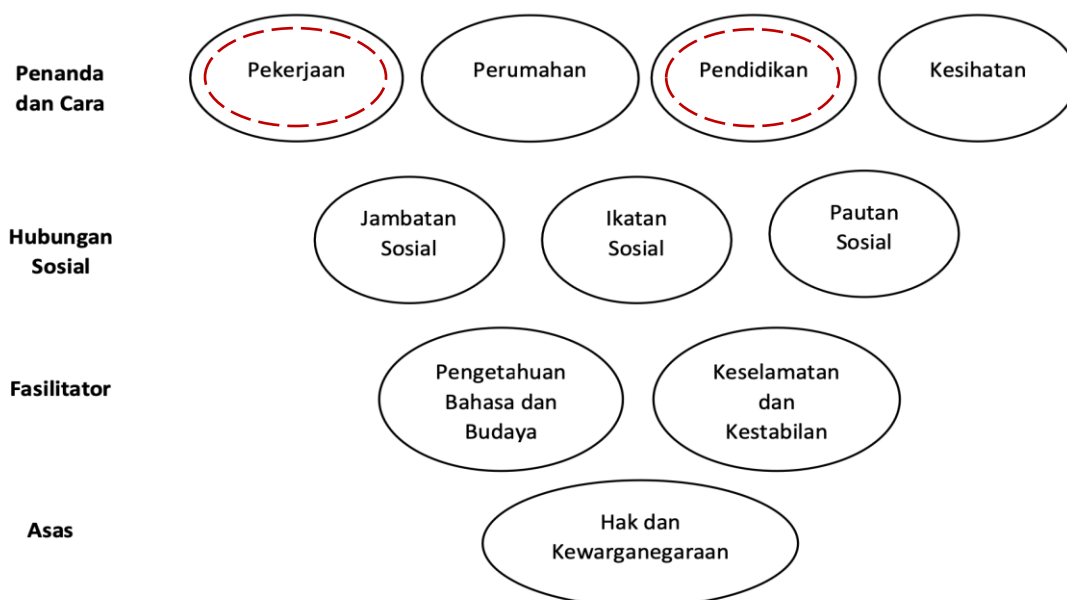 Penanda
dan Cara
Pekerjaan
Perumahan
Pendidikan
Kesihatan
Hubungan
Sosial
Jambatan
Sosial
Ikatan
Sosial
Pautan
Sosial
Fasilitator
Pengetahuan
Bahasa dan
Budaya
Keselamatan
dan
Kestabilan
Asas
Hak dan
Kewarganegaraan